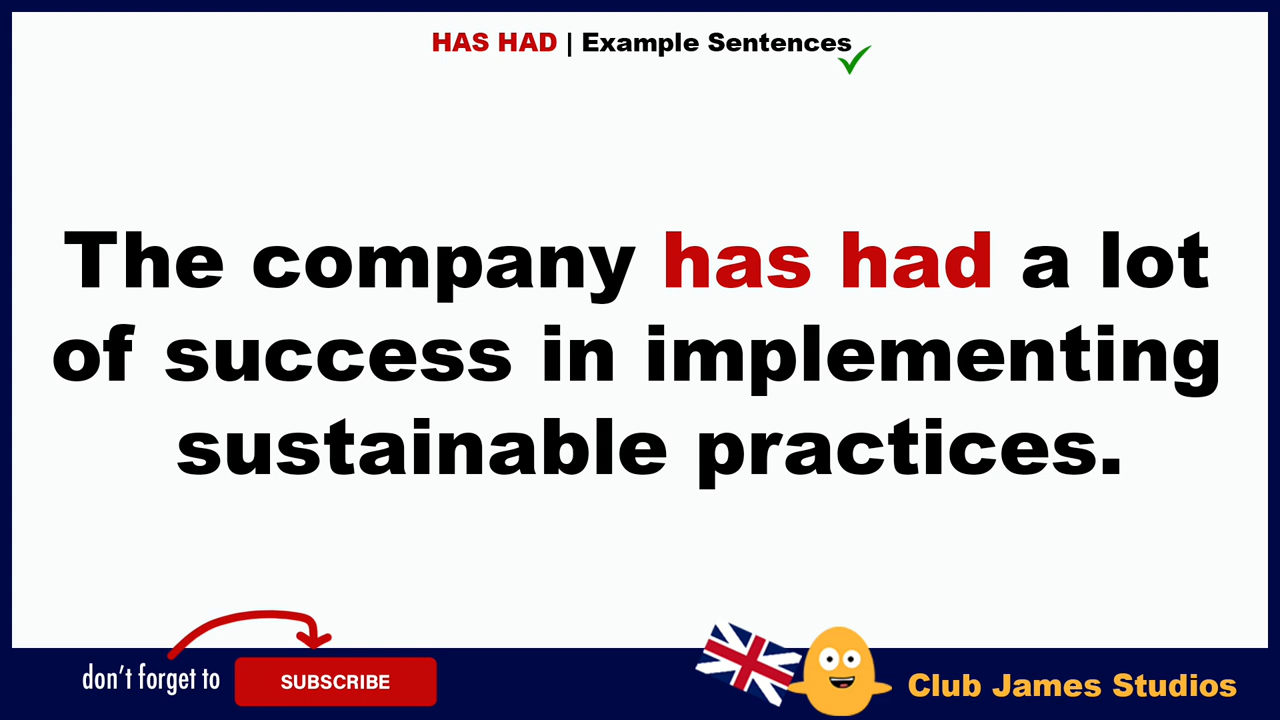 HAS HAD | Example Sentences
The company has had a lot
of success in implementing
sustainable practices.
don't forget to
SUBSCRIBE
Club James Studios